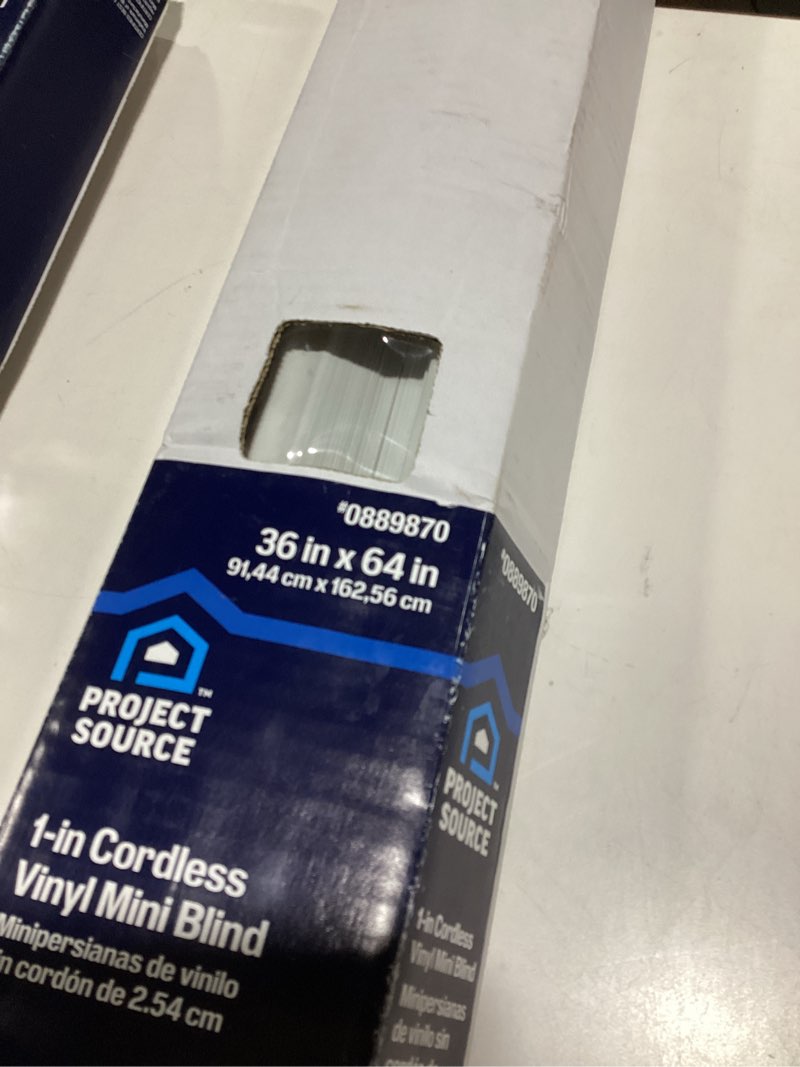 #0889870
36 in x 64 in
91,44 cm x 162,56 cm
PROJECT
SOURCE
™
1-in Cordless
Vinyl Mini Blind
Minipersianas de vinilo
cordón de 2.54 cm
#0889870
PROJECT
SOURCE
1-in Cordless
Vinyl Mini Blind
Minipersianas
de vinilo sin